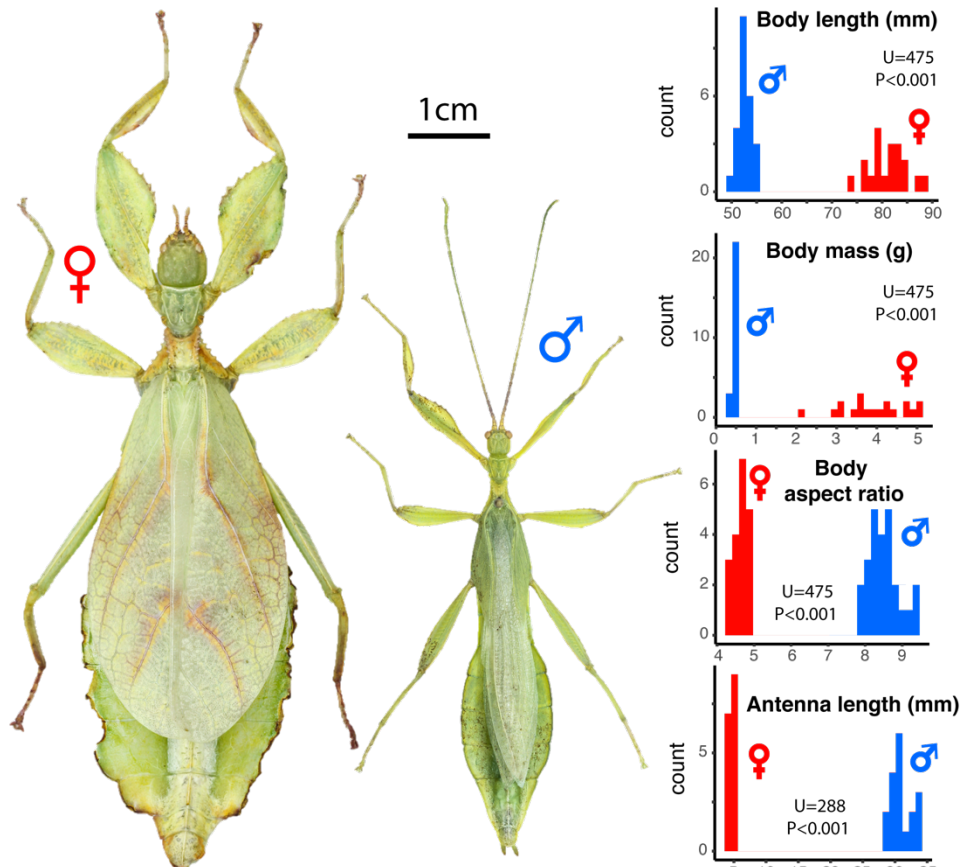 1cm
Body length (mm)
U=475
P<0.001
count
6
0
50 60 70 80 90
Body mass (g)
U=475
P<0.001
count
20
10
0
0 1 2 3 4 5
Body
aspect ratio
U=475
P<0.001
count
6
4
2
0
4 5 6 7 8 9
Antenna length (mm)
U=288
P<0.001
count
5
0